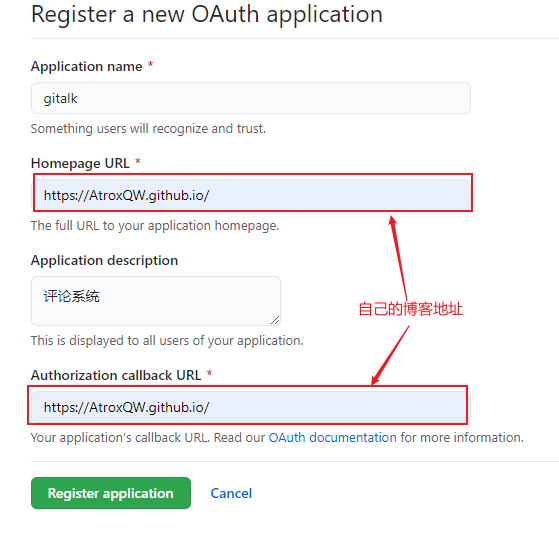 Register a new OAuth application
Application name *
gitalk
Something users will recognize and trust.
Homepage URL *
https://AtroxQW.github.io/
The full URL to your application homepage.
Application description
自己的博客地址
评论系统
This is displayed to all users of your application.
Authorization callback URL *
https://AtroxQW.github.io/
Your application's callback URL. Read our OAuth documentation for more information.
Register application
Cancel